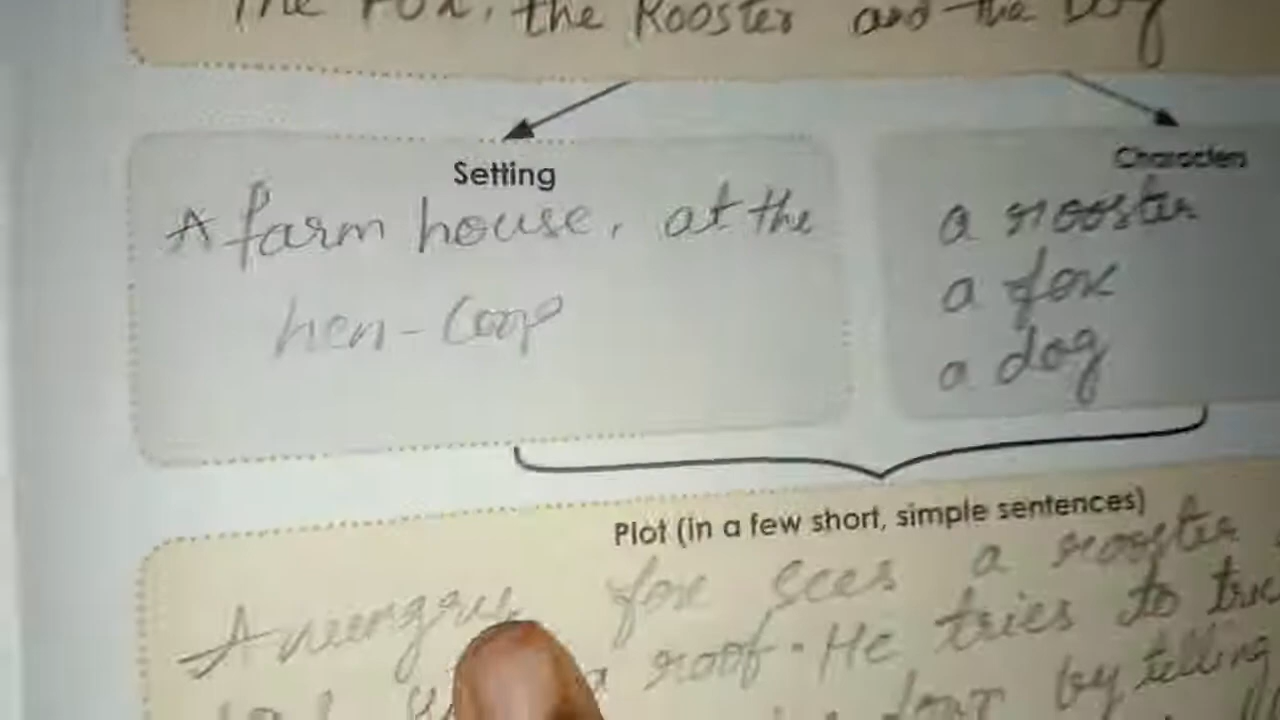 The Fox, the Rooster and the Dog
Setting
A farm house, at the
hen-coop
Characters
a rooster
a fox
a dog
Plot (in a few short, simple sentences)
fox sees a rooster
roof. He tries to
by telling